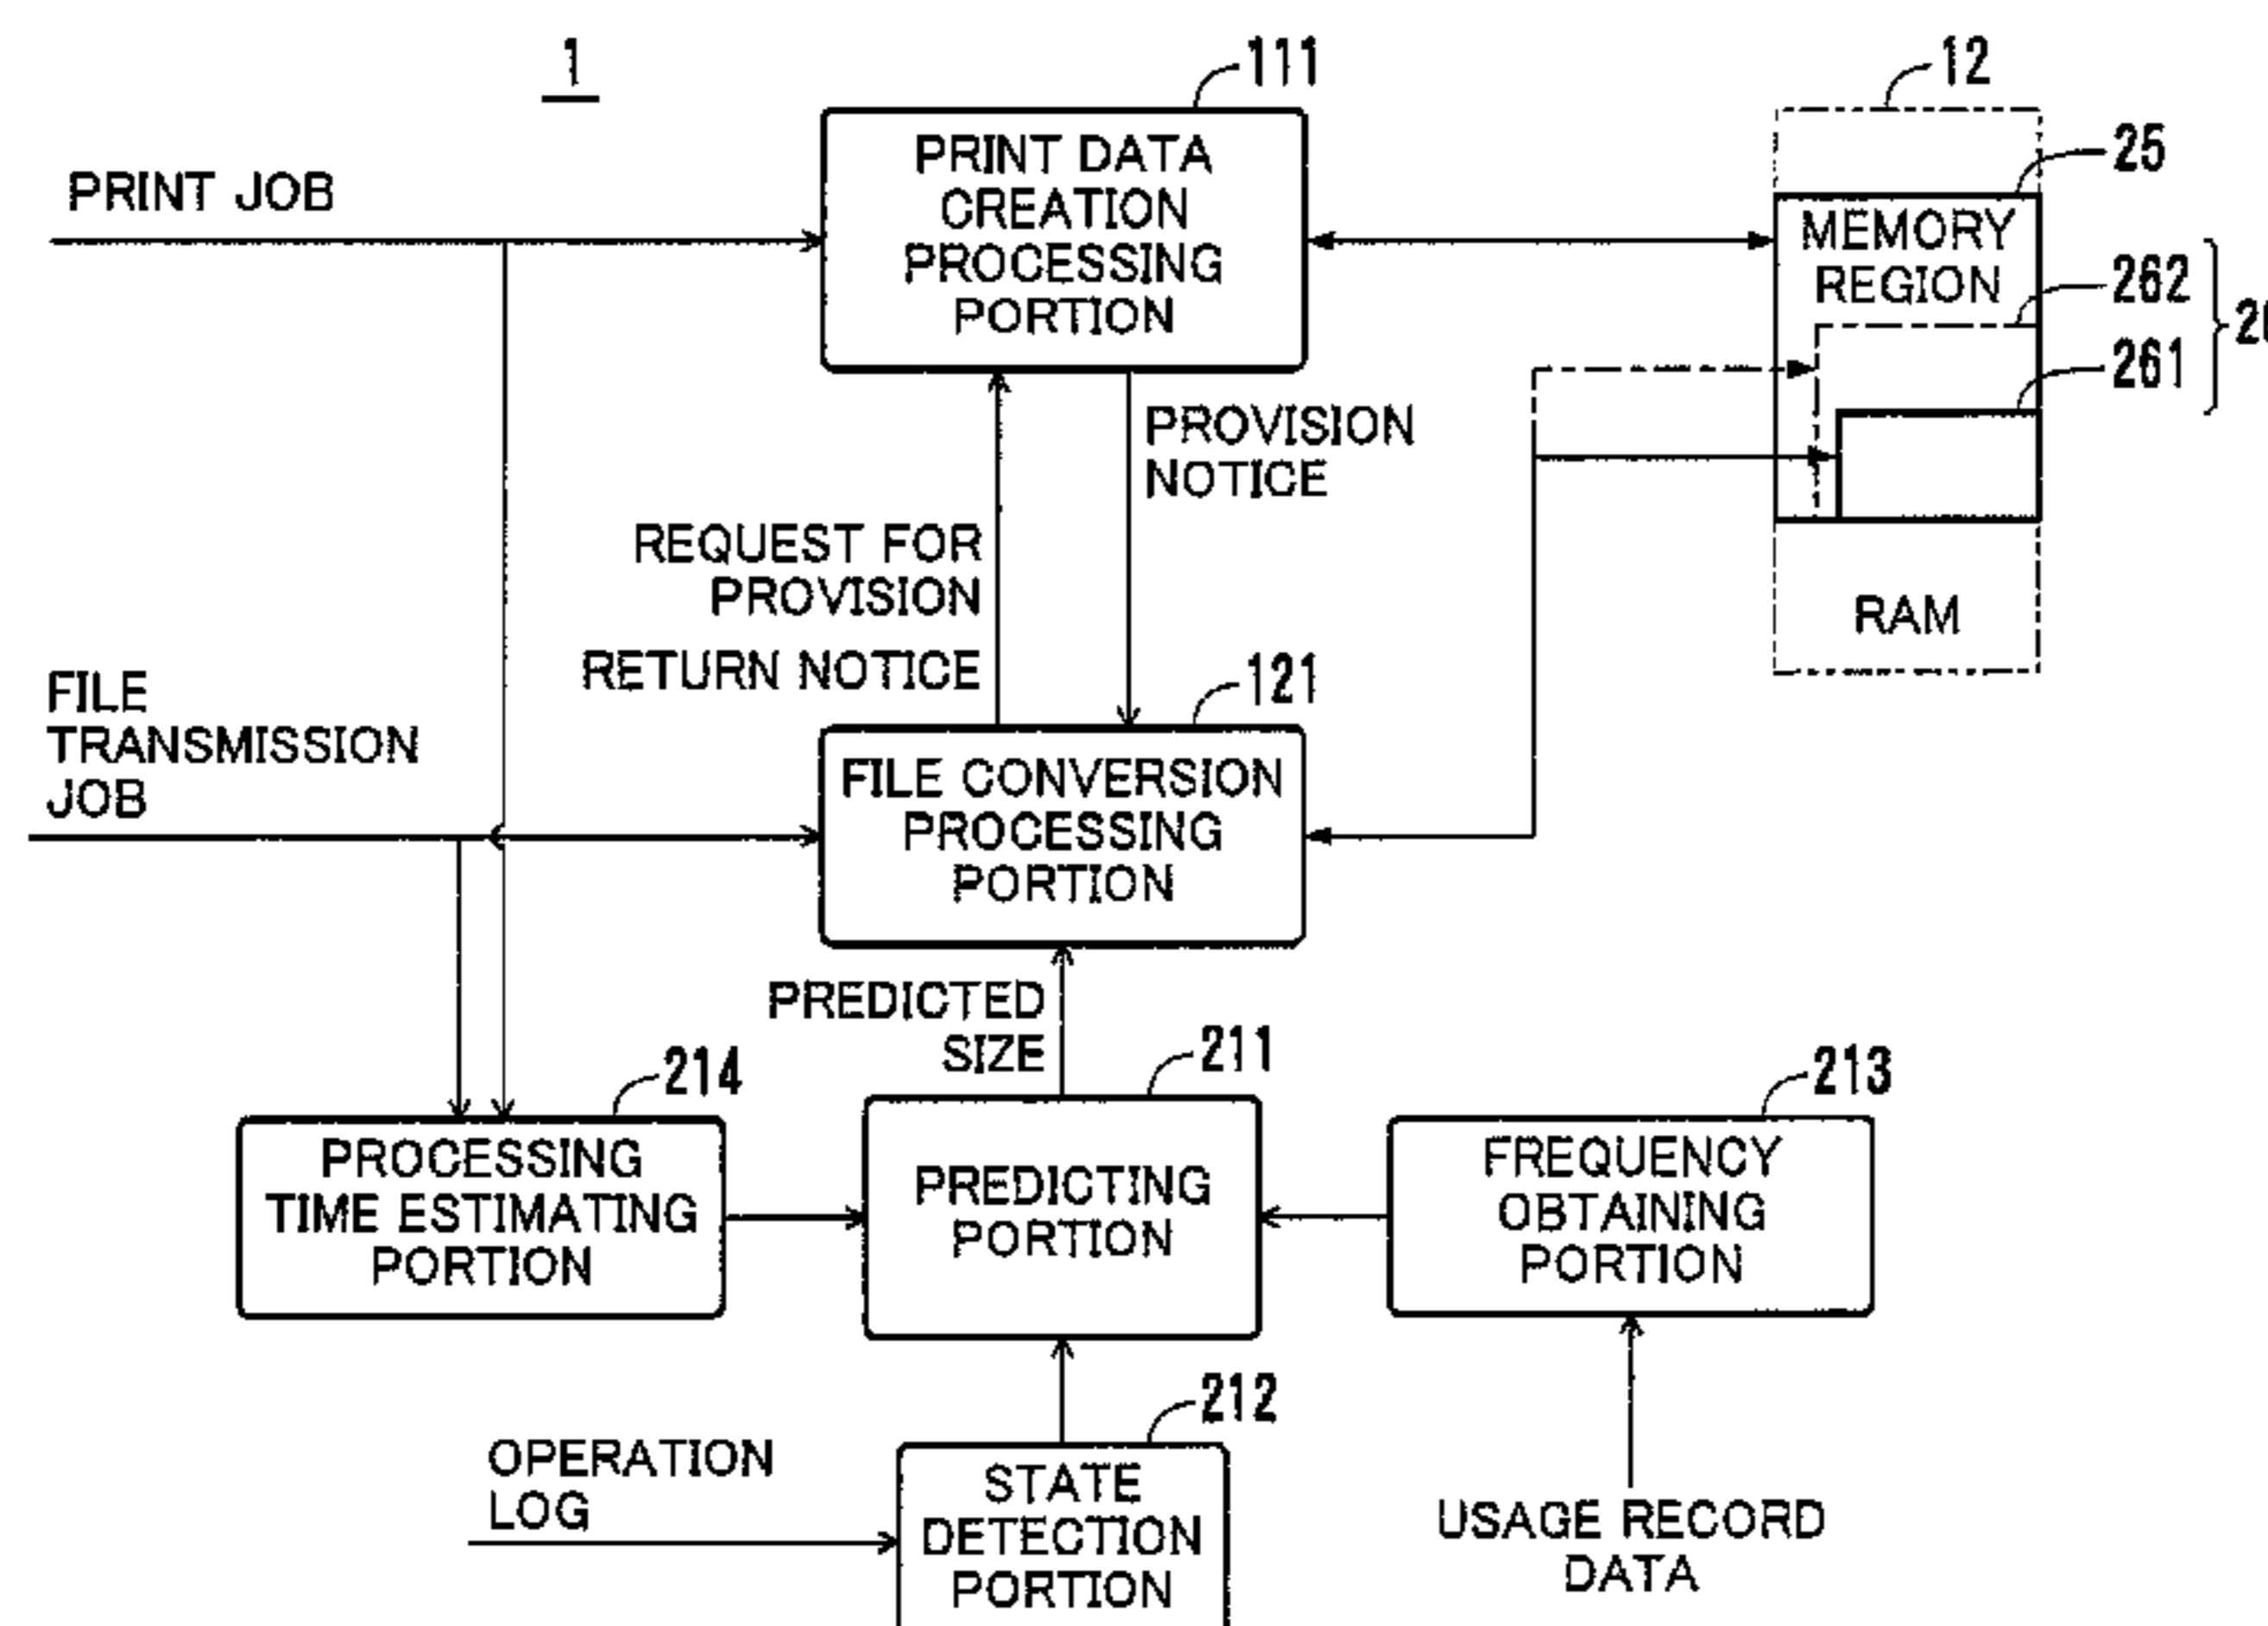 1
111
12
PRINT JOB
PRINT DATA
CREATION
PROCESSING
PORTION
25
MEMORY
REGION
262
261
PROVISION
NOTICE
REQUEST FOR
PROVISION
RETURN NOTICE
RAM
FILE
TRANSMISSION
JOB
121
FILE CONVERSION
PROCESSING
PORTION
PREDICTED
SIZE
214
211
213
PROCESSING
TIME ESTIMATING
PORTION
PREDICTING
PORTION
FREQUENCY
OBTAINING
PORTION
212
OPERATION
LOG
STATE
DETECTION
PORTION
USAGE RECORD
DATA